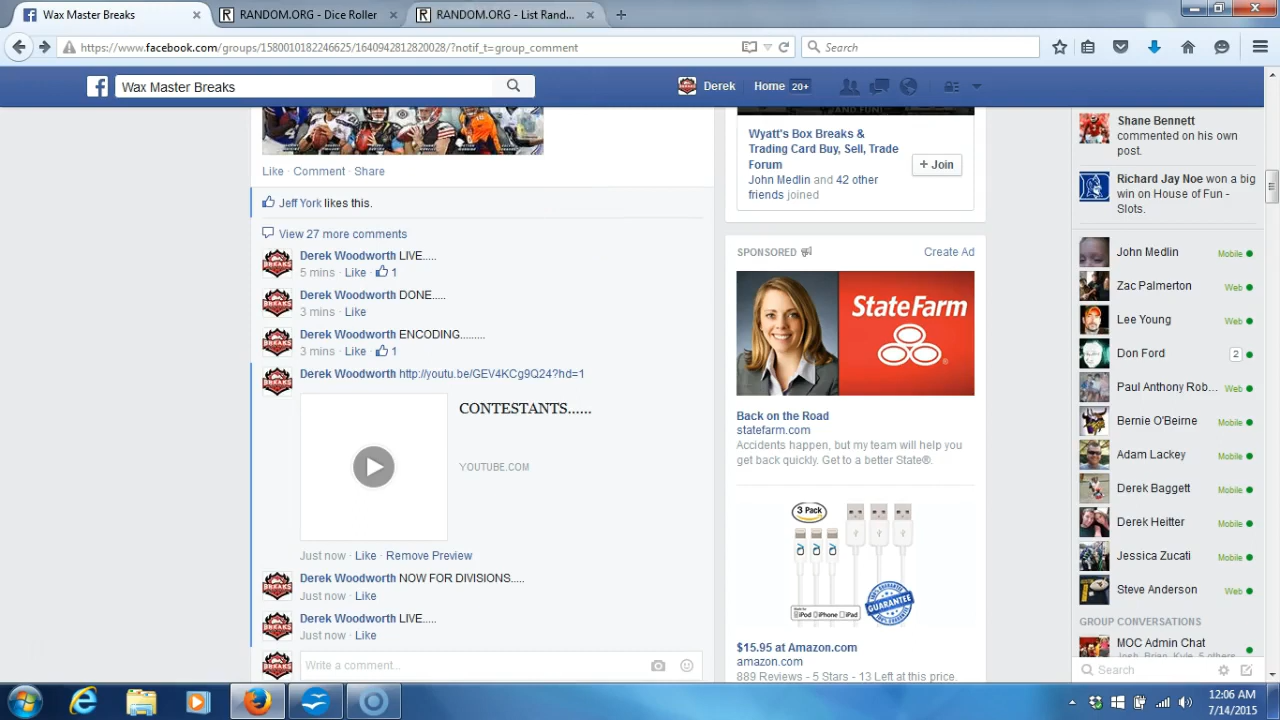 Wax Master Breaks
RANDOM.ORG - Dice Roller
RANDOM.ORG - List Rand...
https://www.facebook.com/groups/1580010182246625/1640942812820028/?notif_t=group_comment
Search
Wax Master Breaks
Derek
Home 20+
Like · Comment · Share
Jeff York likes this.
View 27 more comments
Derek Woodworth LIVE.....
5 mins · Like · 1
Derek Woodworth DONE.....
3 mins · Like
Derek Woodworth ENCODING.........
3 mins · Like · 1
Derek Woodworth http://youtu.be/GEV4KCg9Q24?hd=1
CONTESTANTS......
YOUTUBE.COM
Just now · Like · Remove Preview
Derek Woodworth NOW FOR DIVISIONS.....
Just now · Like
Derek Woodworth LIVE.....
Just now · Like
Write a comment...
Wyatt's Box Breaks &
Trading Card Buy, Sell, Trade
Forum
+ Join
John Medlin and 42 other
friends joined
SPONSORED
Create Ad
StateFarm
Back on the Road
statefarm.com
Accidents happen, but my team will help you
get back quickly. Get to a better State®.
3 Pack
GUARANTEE
iPod iPhone iPad
$15.95 at Amazon.com
amazon.com
889 Reviews - 5 Stars - 13 Left at this price.
Shane Bennett
commented on his own
post.
Richard Jay Noe won a big
win on House of Fun -
Slots.
John Medlin Mobile
Zac Palmerton Web
Lee Young Web
Don Ford 2
Paul Anthony Rob... Web
Bernie O'Beirne Mobile
Adam Lackey Mobile
Derek Baggett Mobile
Derek Heitter Mobile
Jessica Zucati Mobile
Steve Anderson Web
GROUP CONVERSATIONS
MOC Admin Chat
Josh, Brian, Kyle, 5 others
Search
12:06 AM
7/14/2015